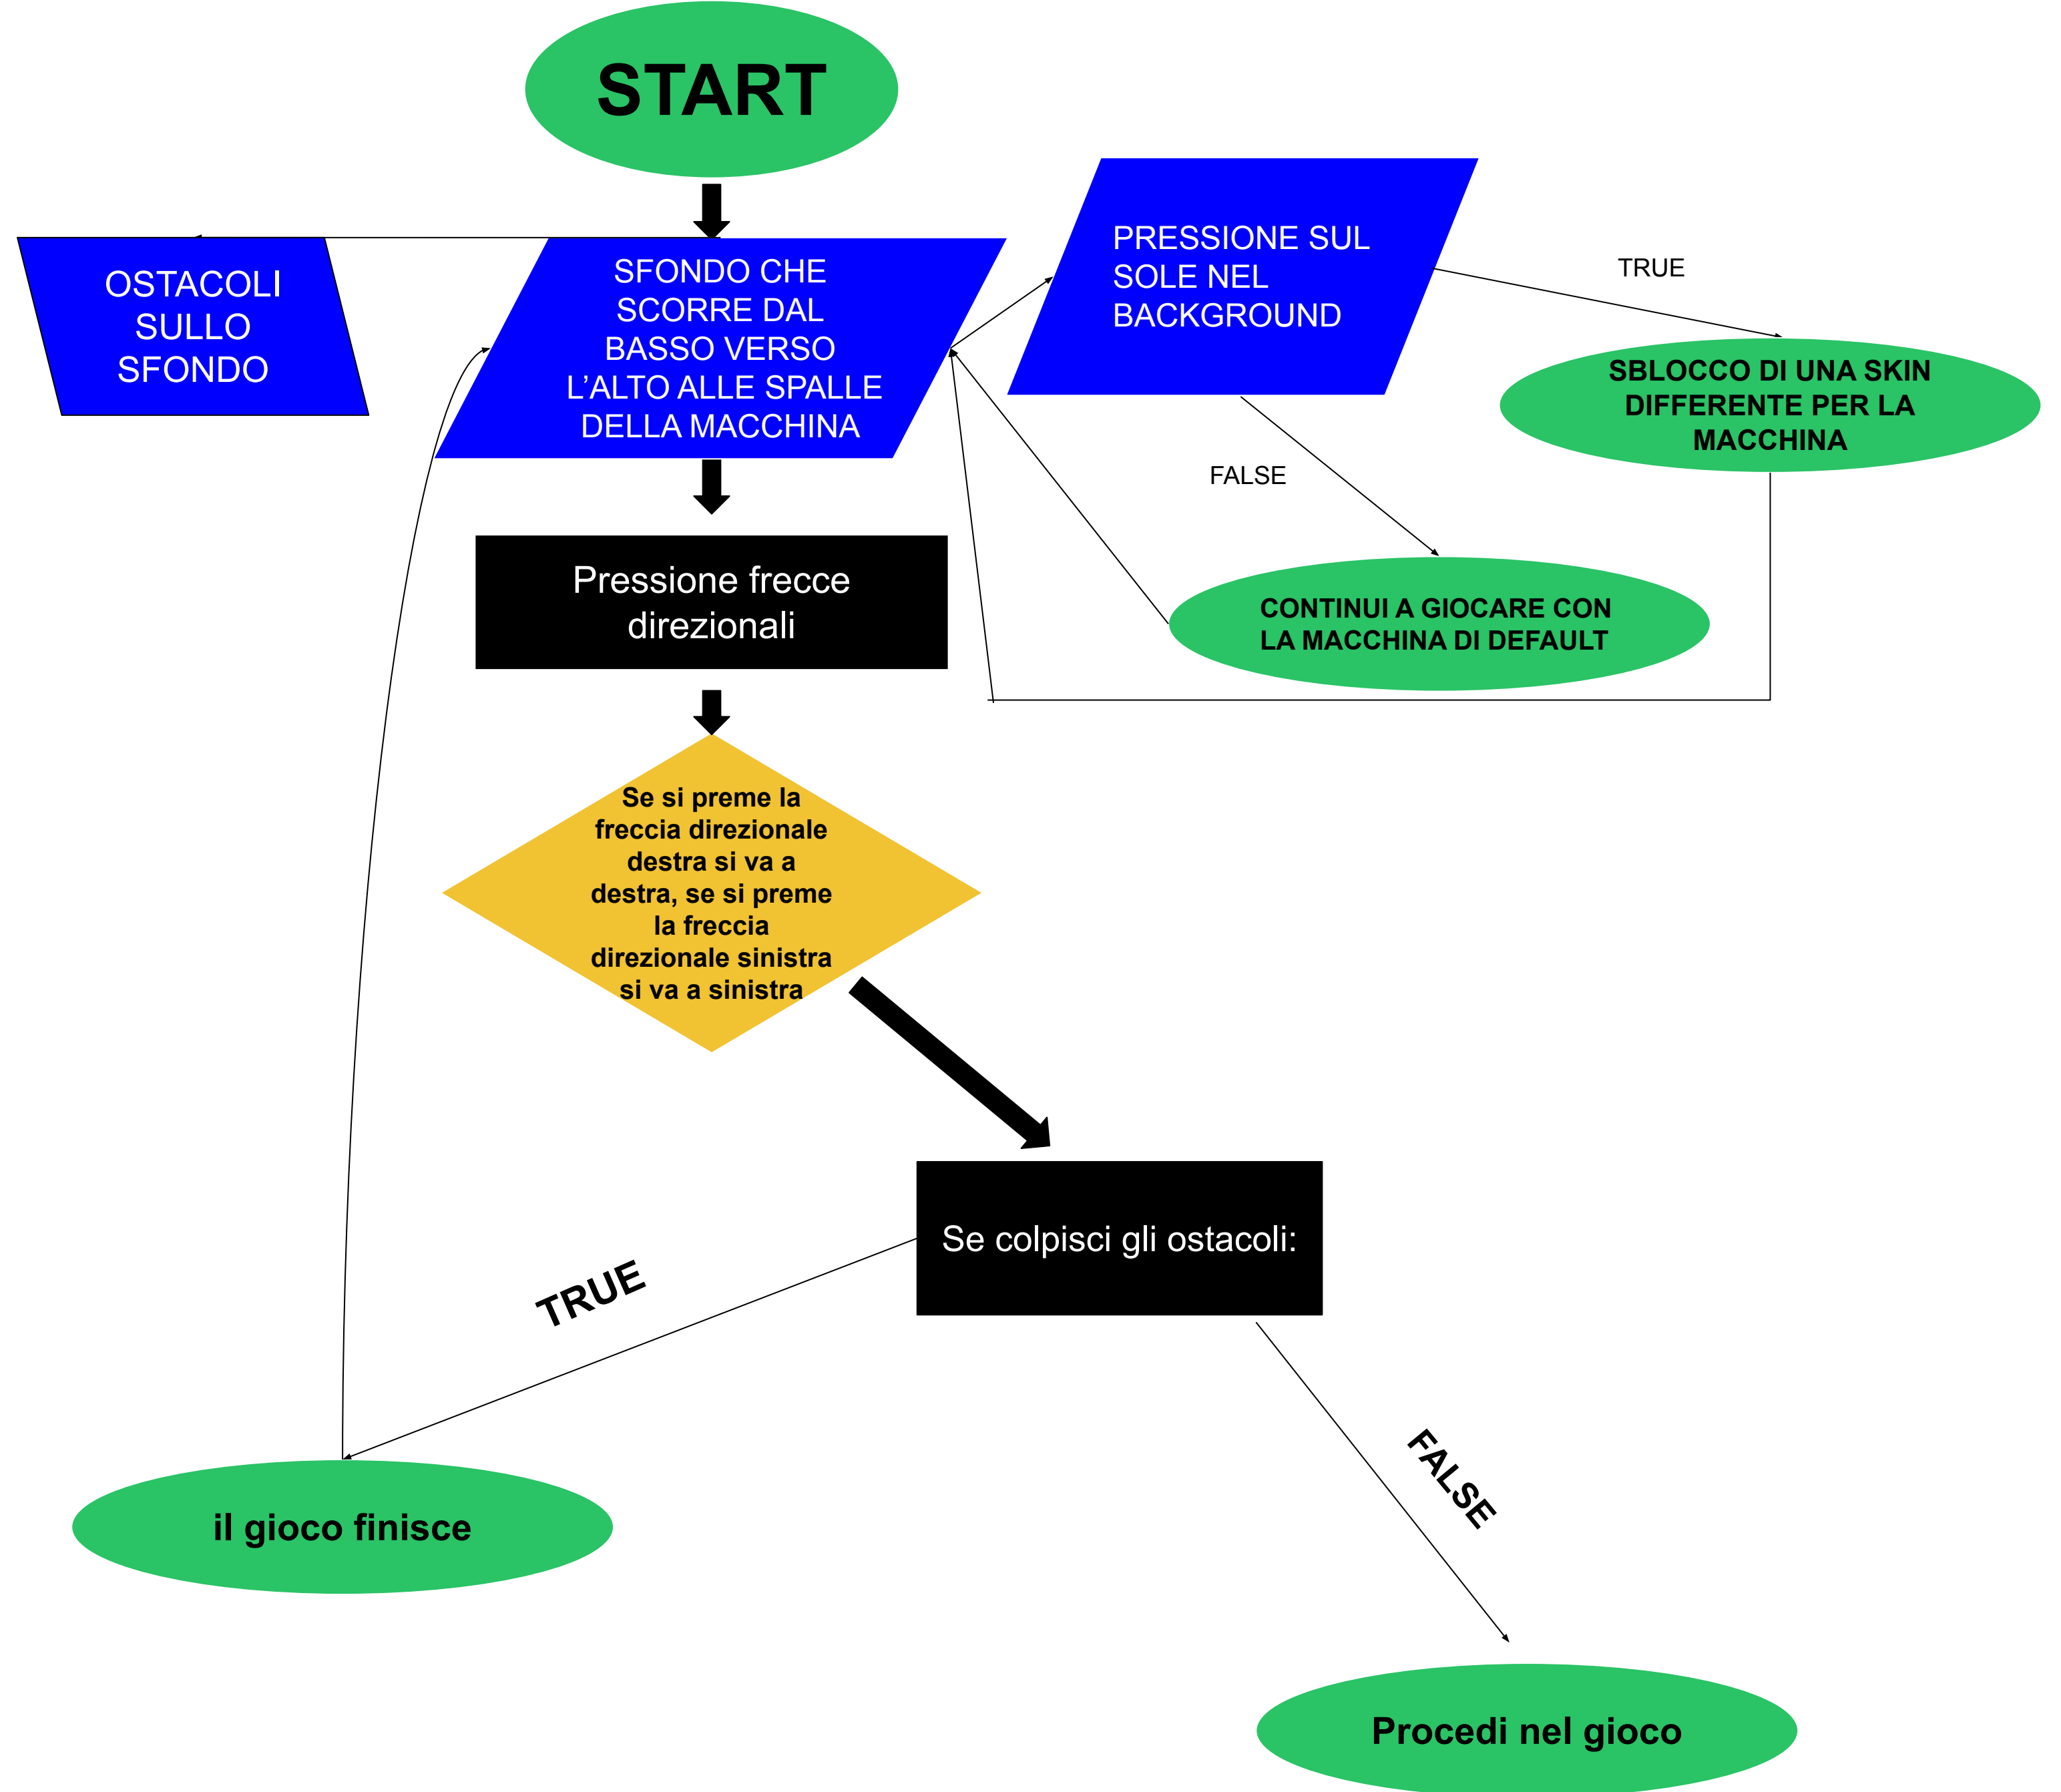 START
OSTACOLI
SULLO
SFONDO
SFONDO CHE
SCORRE DAL
BASSO VERSO
L'ALTO ALLE SPALLE
DELLA MACCHINA
PRESSIONE SUL
SOLE NEL
BACKGROUND
TRUE
SBLOCCO DI UNA SKIN
DIFFERENTE PER LA
MACCHINA
FALSE
CONTINUI A GIOCARE CON
LA MACCHINA DI DEFAULT
Pressione frecce
direzionali
Se si preme la
freccia direzionale
destra si va a
destra, se si preme
la freccia
direzionale sinistra
si va a sinistra
Se colpisci gli ostacoli:
TRUE
FALSE
il gioco finisce
Procedi nel gioco